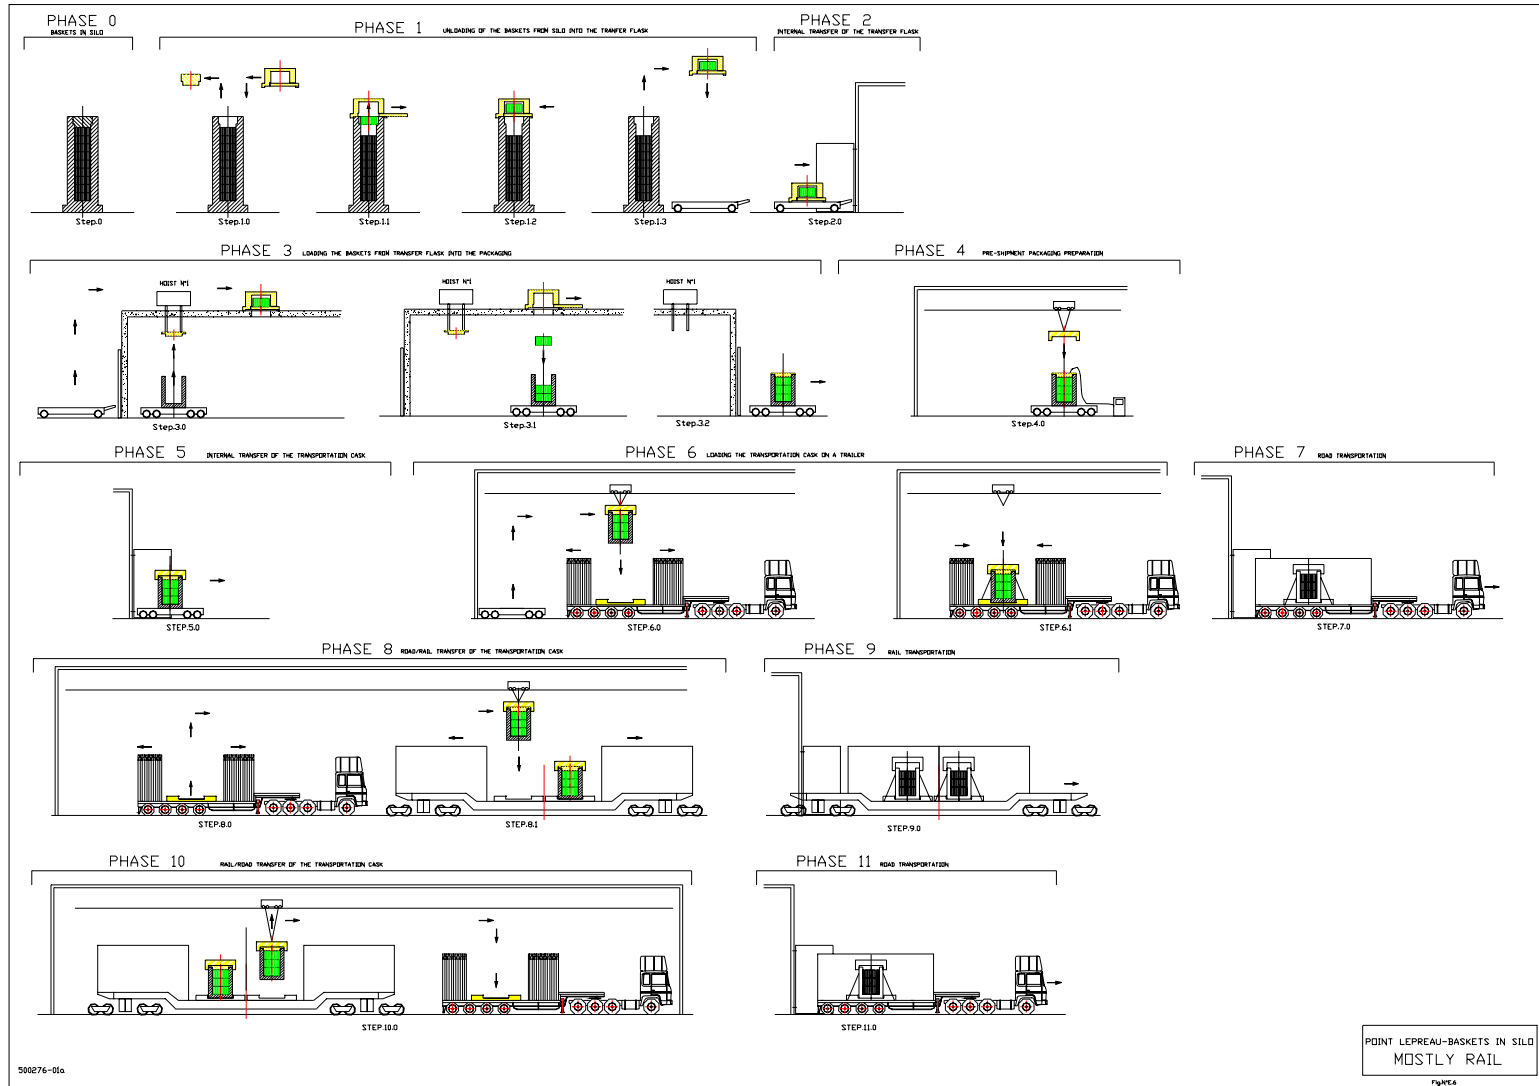 PHASE 0
BASKETS IN SILO
PHASE 1 UNLOADING OF THE BASKETS FROM SILO INTO THE TRANFER FLASK
PHASE 2
INTERNAL TRANSFER OF THE TRANSFER FLASK
Step.0
Step.1.0
Step.1.1
Step.1.2
Step.1.3
Step.2.0
PHASE 3 LOADING THE BASKETS FROM TRANSFER FLASK INTO THE PACKAGING
PHASE 4 PRE-SHIPMENT PACKAGING PREPARATION
HOIST N°1
HOIST N°1
HOIST N°1
Step.3.0
Step.3.1
Step.3.2
Step.4.0
PHASE 5 INTERNAL TRANSFER OF THE TRANSPORTATION CASK
PHASE 6 LOADING THE TRANSPORTATION CASK ON A TRAILER
PHASE 7 ROAD TRANSPORTATION
STEP.5.0
STEP.6.0
STEP.6.1
STEP.7.0
PHASE 8 ROAD/RAIL TRANSFER OF THE TRANSPORTATION CASK
PHASE 9 RAIL TRANSPORTATION
STEP.8.0
STEP.8.1
STEP.9.0
PHASE 10 RAIL/ROAD TRANSFER OF THE TRANSPORTATION CASK
PHASE 11 ROAD TRANSPORTATION
STEP.10.0
STEP.11.0
POINT LEPREAU-BASKETS IN SILO
MOSTLY RAIL
500276-01a
Fig.N°E.6